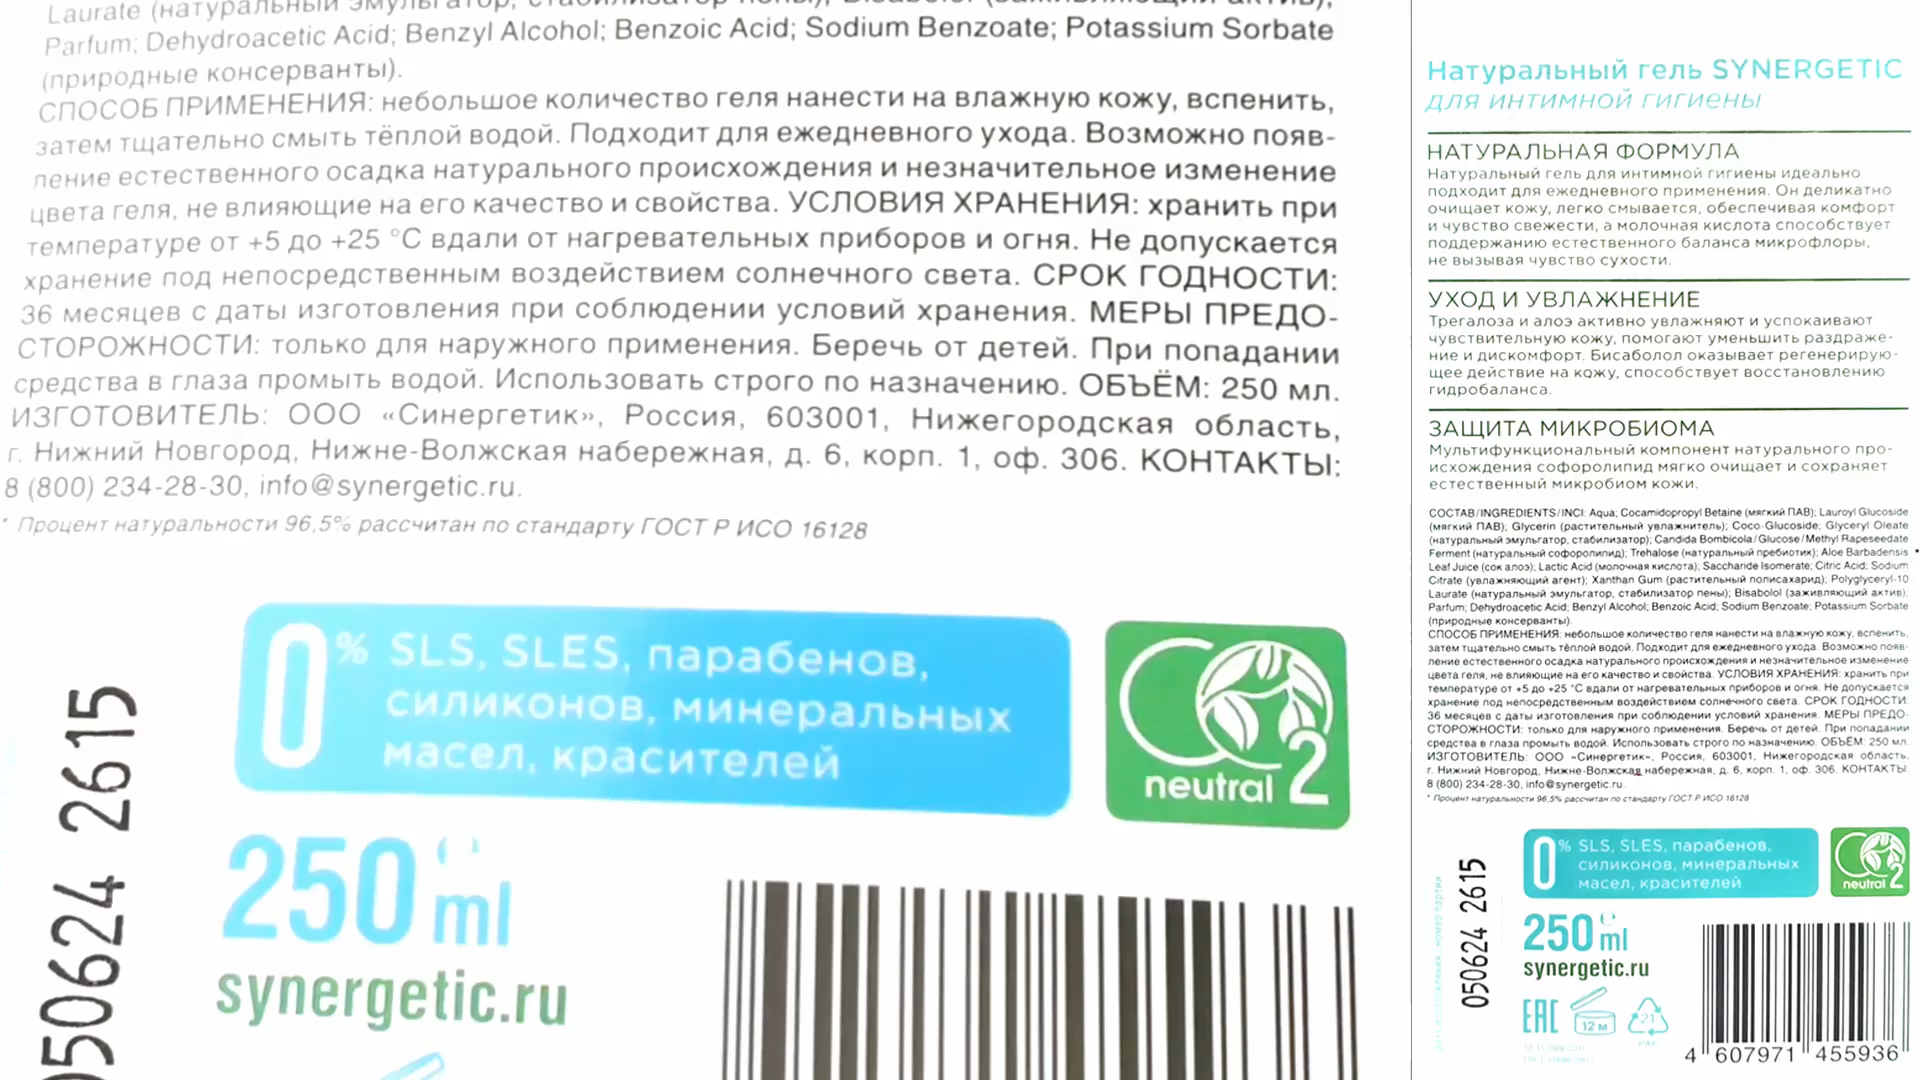 Laurate (натуральный эмульгатор, стабилизатор пены); Bisabolol (заживляющий актив);
Parfum; Dehydroacetic Acid; Benzyl Alcohol; Benzoic Acid; Sodium Benzoate; Potassium Sorbate
(природные консерванты).
СПОСОБ ПРИМЕНЕНИЯ: небольшое количество геля нанести на влажную кожу, вспенить,
затем тщательно смыть тёплой водой. Подходит для ежедневного ухода. Возможно появ-
ление естественного осадка натурального происхождения и незначительное изменение
цвета геля, не влияющие на его качество и свойства. УСЛОВИЯ ХРАНЕНИЯ: хранить при
температуре от +5 до +25 °C вдали от нагревательных приборов и огня. Не допускается
хранение под непосредственным воздействием солнечного света. СРОК ГОДНОСТИ:
36 месяцев с даты изготовления при соблюдении условий хранения. МЕРЫ ПРЕДО-
СТОРОЖНОСТИ: только для наружного применения. Беречь от детей. При попадании
средства в глаза промыть водой. Использовать строго по назначению. ОБЪЁМ: 250 мл.
ИЗГОТОВИТЕЛЬ: ООО «Синергетик», Россия, 603001, Нижегородская область,
г. Нижний Новгород, Нижне-Волжская набережная, д. 6, корп. 1, оф. 306. КОНТАКТЫ:
8 (800) 234-28-30, info@synergetic.ru.
* Процент натуральности 96,5% рассчитан по стандарту ГОСТ Р ИСО 16128
0% SLS, SLES, парабенов,
силиконов, минеральных
масел, красителей
CO2
neutral
050624 2615
250 ml
synergetic.ru
Натуральный гель SYNERGETIC
для интимной гигиены
НАТУРАЛЬНАЯ ФОРМУЛА
Натуральный гель для интимной гигиены идеально
подходит для ежедневного применения. Он деликатно
очищает кожу, легко смывается, обеспечивая комфорт
и чувство свежести, а молочная кислота способствует
поддержанию естественного баланса микрофлоры,
не вызывая чувство сухости.
УХОД И УВЛАЖНЕНИЕ
Трегалоза и алоэ активно увлажняют и успокаивают
чувствительную кожу, помогают уменьшить раздраже-
ние и дискомфорт. Бисаболол оказывает регенерирую-
щее действие на кожу, способствует восстановлению
гидробаланса.
ЗАЩИТА МИКРОБИОМА
Мультифункциональный компонент натурального про-
исхождения софоролипид мягко очищает и сохраняет
естественный микробиом кожи.
СОСТАВ/INGREDIENTS/INCI: Aqua; Cocamidopropyl Betaine (мягкий ПАВ); Lauroyl Glucoside
(мягкий ПАВ); Glycerin (растительный увлажнитель); Coco-Glucoside; Glyceryl Oleate
(натуральный эмульгатор, стабилизатор); Candida Bombicola/Glucose/Methyl Rapeseedate
Ferment (натуральный софоролипид); Trehalose (натуральный пребиотик); Aloe Barbadensis
Leaf Juice (сок алоэ); Lactic Acid (молочная кислота); Saccharide Isomerate; Citric Acid; Sodium
Citrate (увлажняющий агент); Xanthan Gum (растительный полисахарид); Polyglyceryl-10
Laurate (натуральный эмульгатор, стабилизатор пены); Bisabolol (заживляющий актив);
Parfum; Dehydroacetic Acid; Benzyl Alcohol; Benzoic Acid; Sodium Benzoate; Potassium Sorbate
(природные консерванты).
СПОСОБ ПРИМЕНЕНИЯ: небольшое количество геля нанести на влажную кожу, вспенить,
затем тщательно смыть тёплой водой. Подходит для ежедневного ухода. Возможно появ-
ление естественного осадка натурального происхождения и незначительное изменение
цвета геля, не влияющие на его качество и свойства. УСЛОВИЯ ХРАНЕНИЯ: хранить при
температуре от +5 до +25 °C вдали от нагревательных приборов и огня. Не допускается
хранение под непосредственным воздействием солнечного света. СРОК ГОДНОСТИ:
36 месяцев с даты изготовления при соблюдении условий хранения. МЕРЫ ПРЕДО-
СТОРОЖНОСТИ: только для наружного применения. Беречь от детей. При попадании
средства в глаза промыть водой. Использовать строго по назначению. ОБЪЁМ: 250 мл.
ИЗГОТОВИТЕЛЬ: ООО «Синергетик», Россия, 603001, Нижегородская область,
г. Нижний Новгород, Нижне-Волжская набережная, д. 6, корп. 1, оф. 306. КОНТАКТЫ:
8 (800) 234-28-30, info@synergetic.ru.
* Процент натуральности 96,5% рассчитан по стандарту ГОСТ Р ИСО 16128
0% SLS, SLES, парабенов,
силиконов, минеральных
масел, красителей
CO2
neutral
050624 2615
250 ml
synergetic.ru
EAC
12 м
21
4 607971 455936